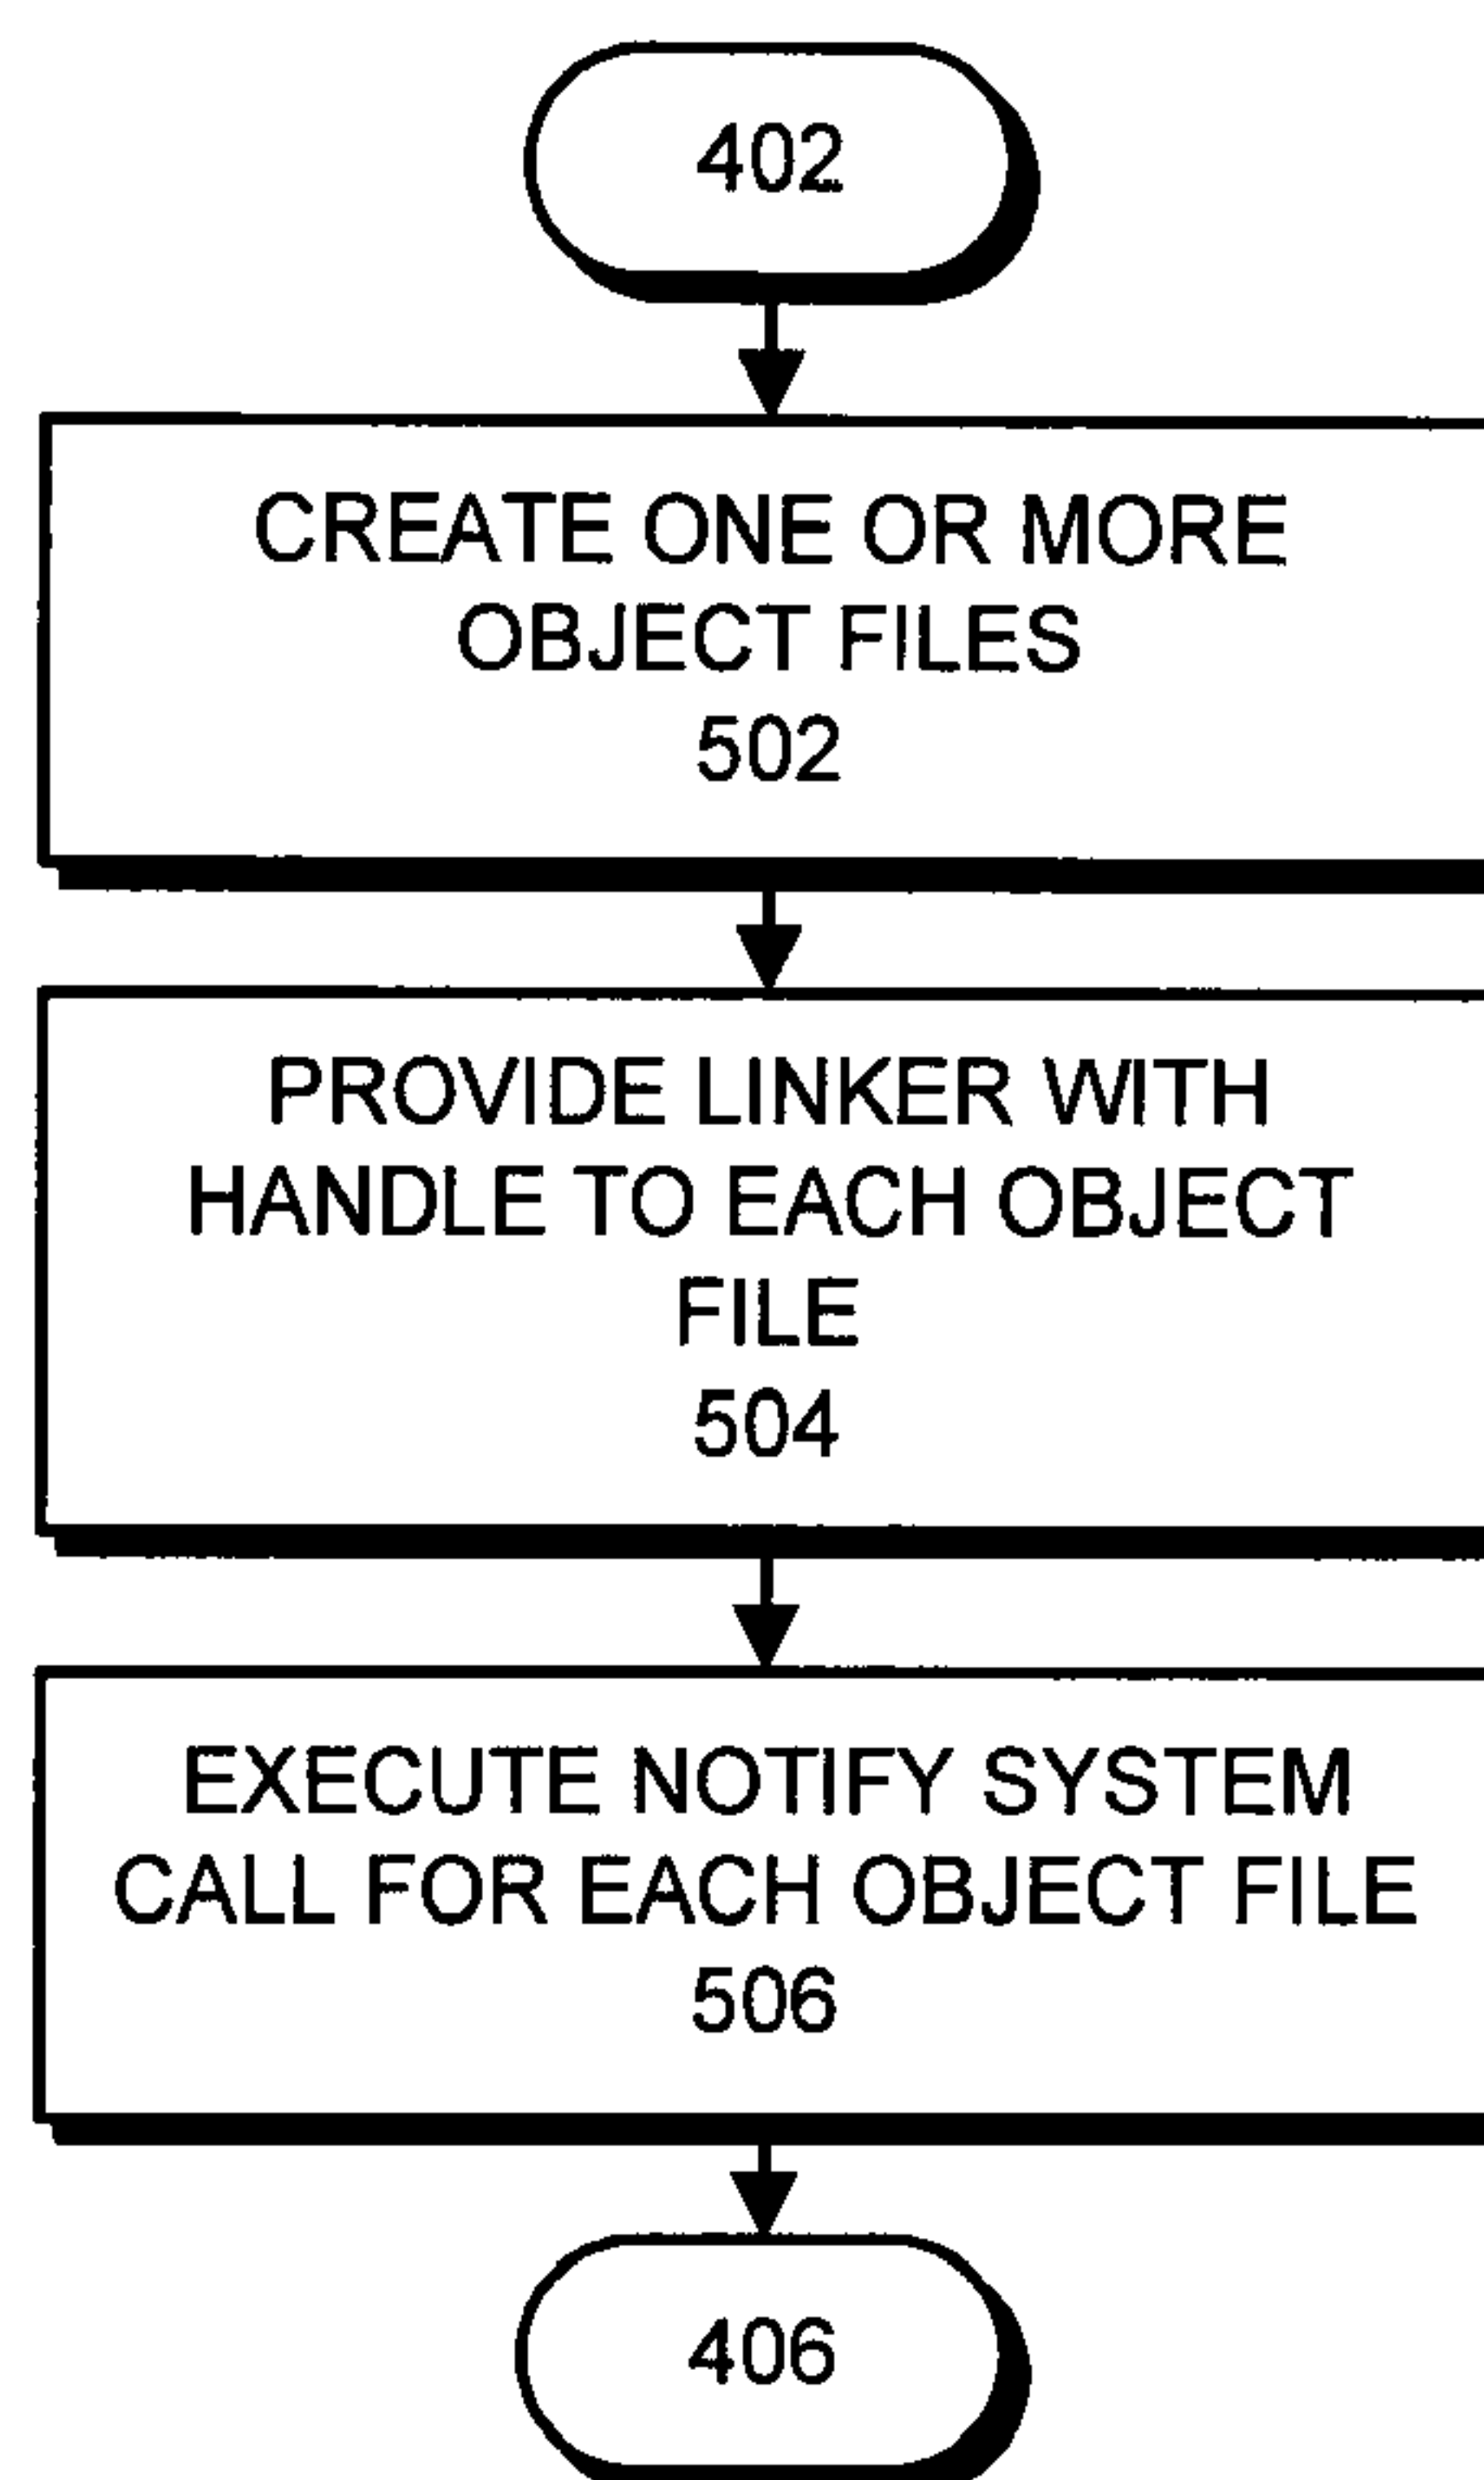 402
CREATE ONE OR MORE
OBJECT FILES
502
PROVIDE LINKER WITH
HANDLE TO EACH OBJECT
FILE
504
EXECUTE NOTIFY SYSTEM
CALL FOR EACH OBJECT FILE
506
406